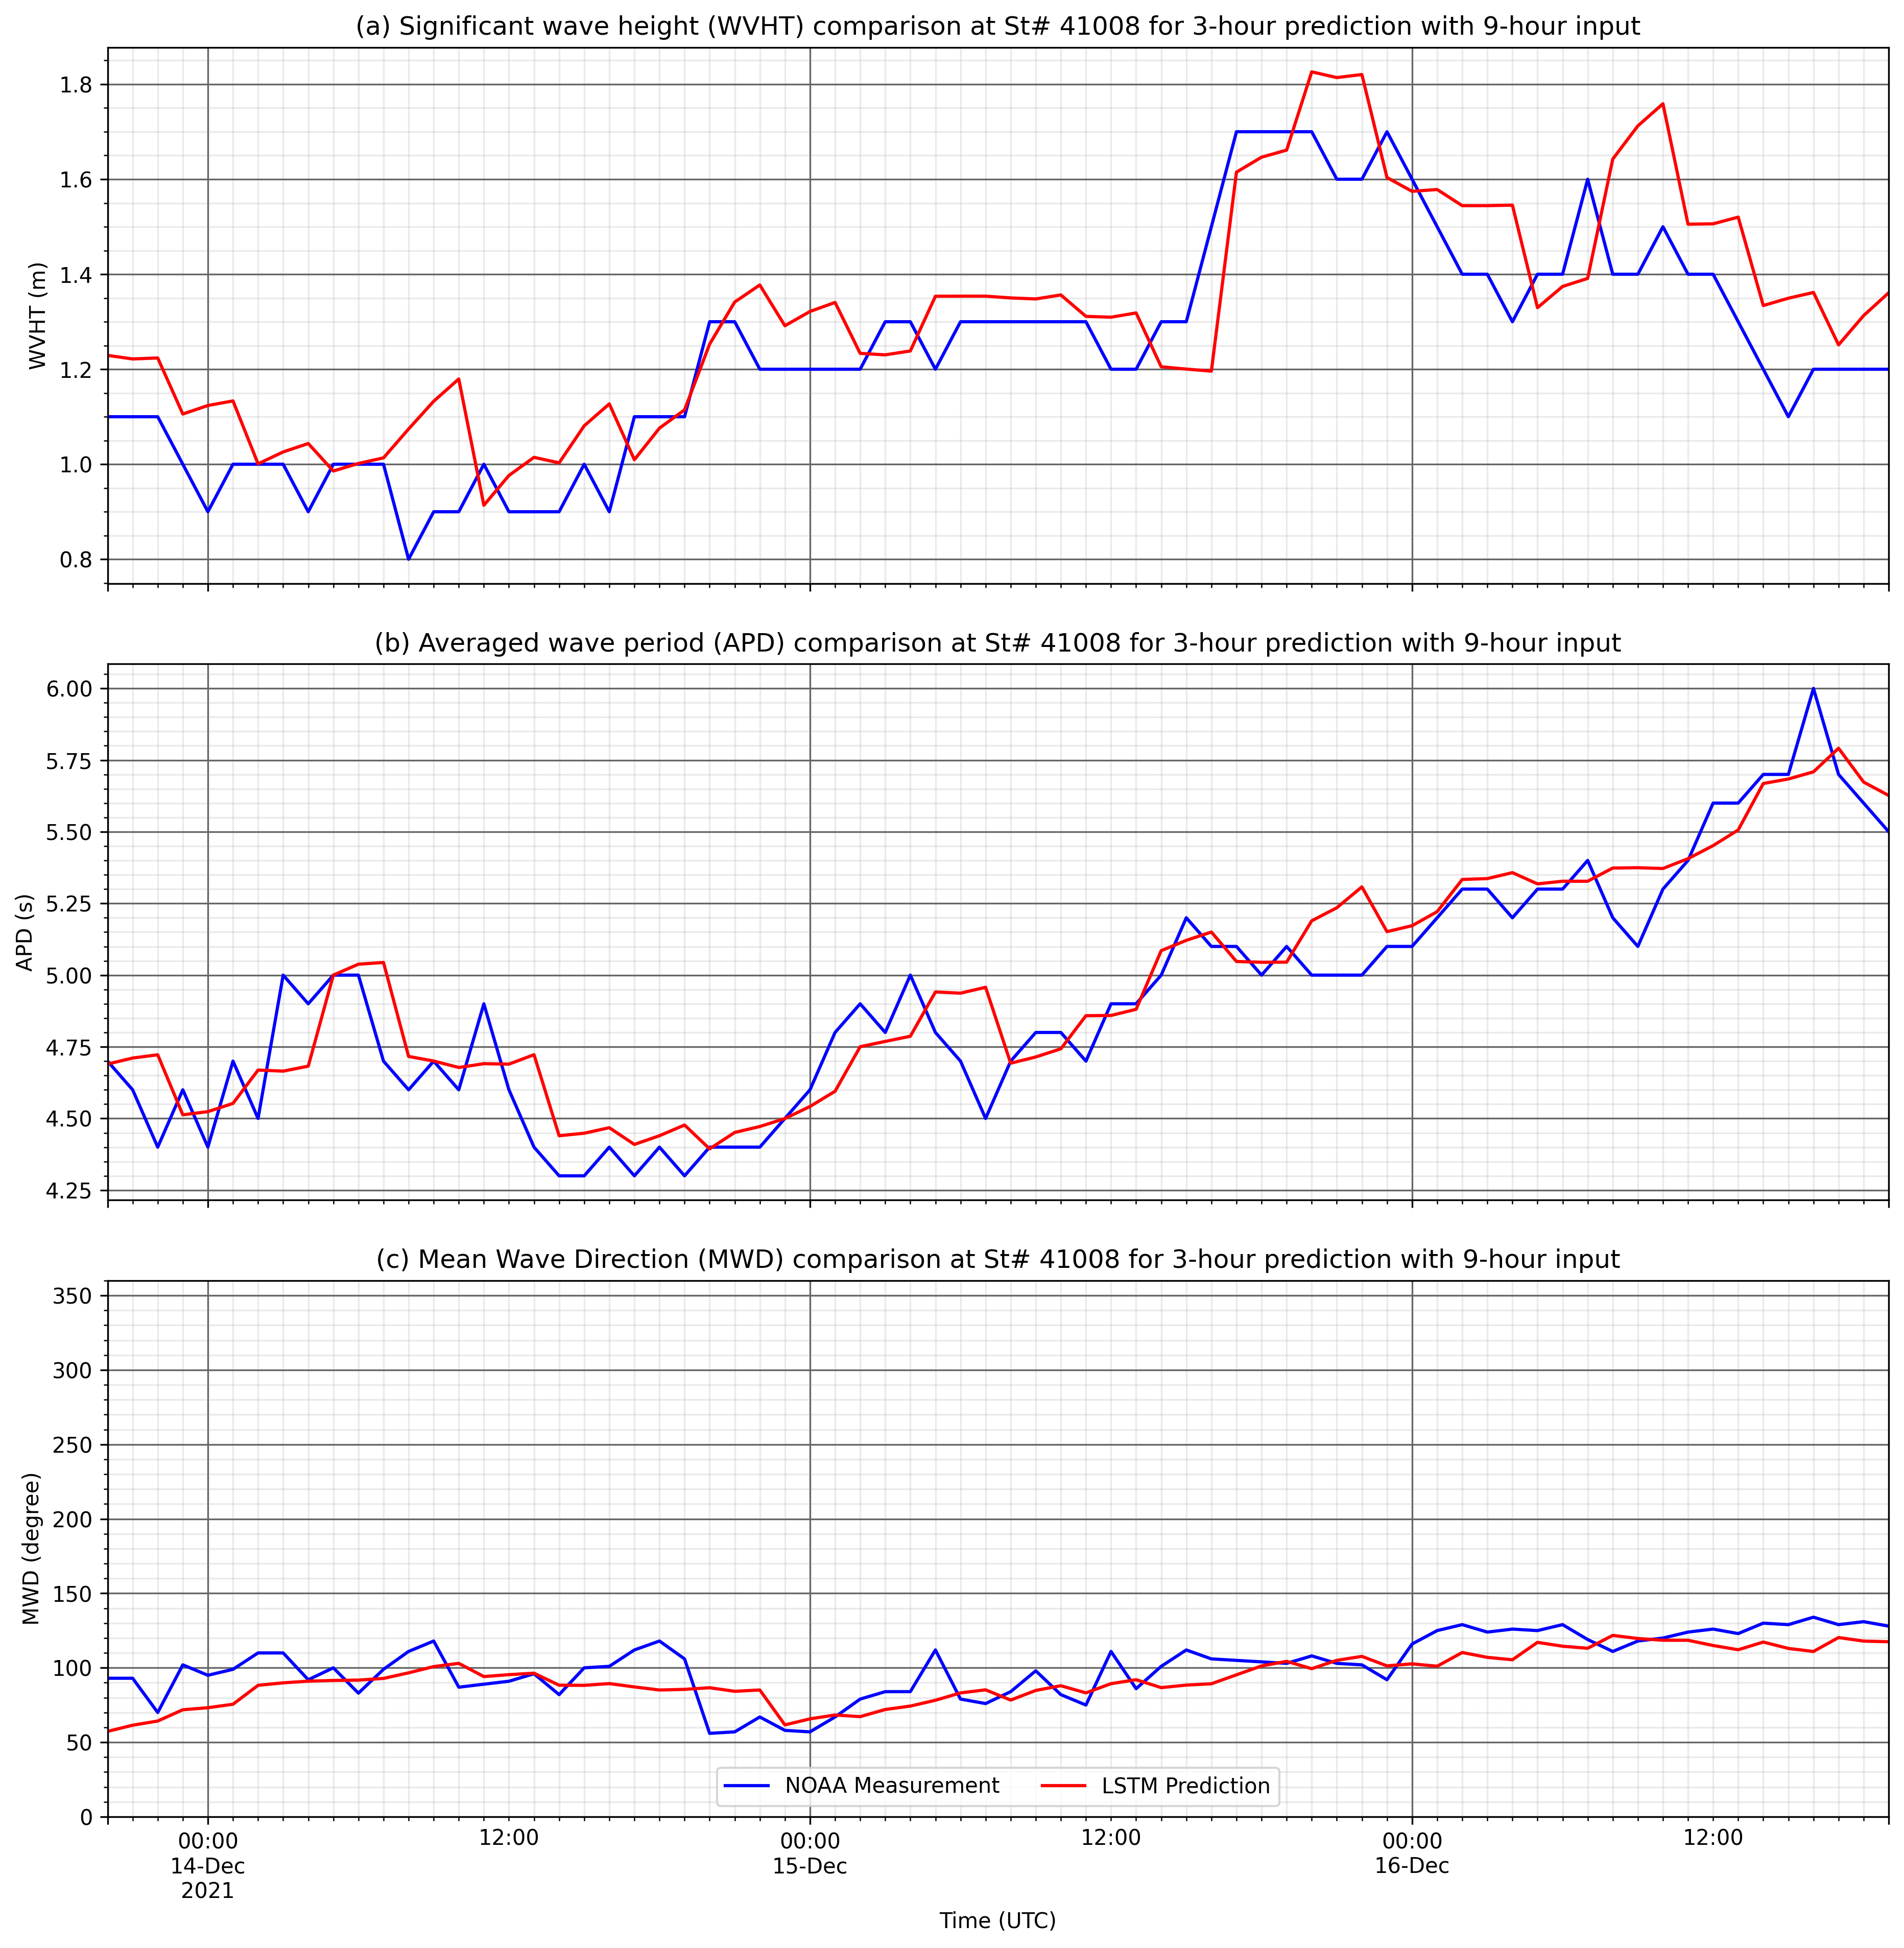 (a) Significant wave height (WVHT) comparison at St# 41008 for 3-hour prediction with 9-hour input
1.8
1.6
1.4
1.2
1.0
0.8
WVHT (m)
(b) Averaged wave period (APD) comparison at St# 41008 for 3-hour prediction with 9-hour input
6.00
5.75
5.50
5.25
5.00
4.75
4.50
4.25
APD (s)
(c) Mean Wave Direction (MWD) comparison at St# 41008 for 3-hour prediction with 9-hour input
350
300
250
200
150
100
50
0
MWD (degree)
NOAA Measurement LSTM Prediction
00:00 12:00 00:00 12:00 00:00 12:00
14-Dec 15-Dec 16-Dec
2021
Time (UTC)